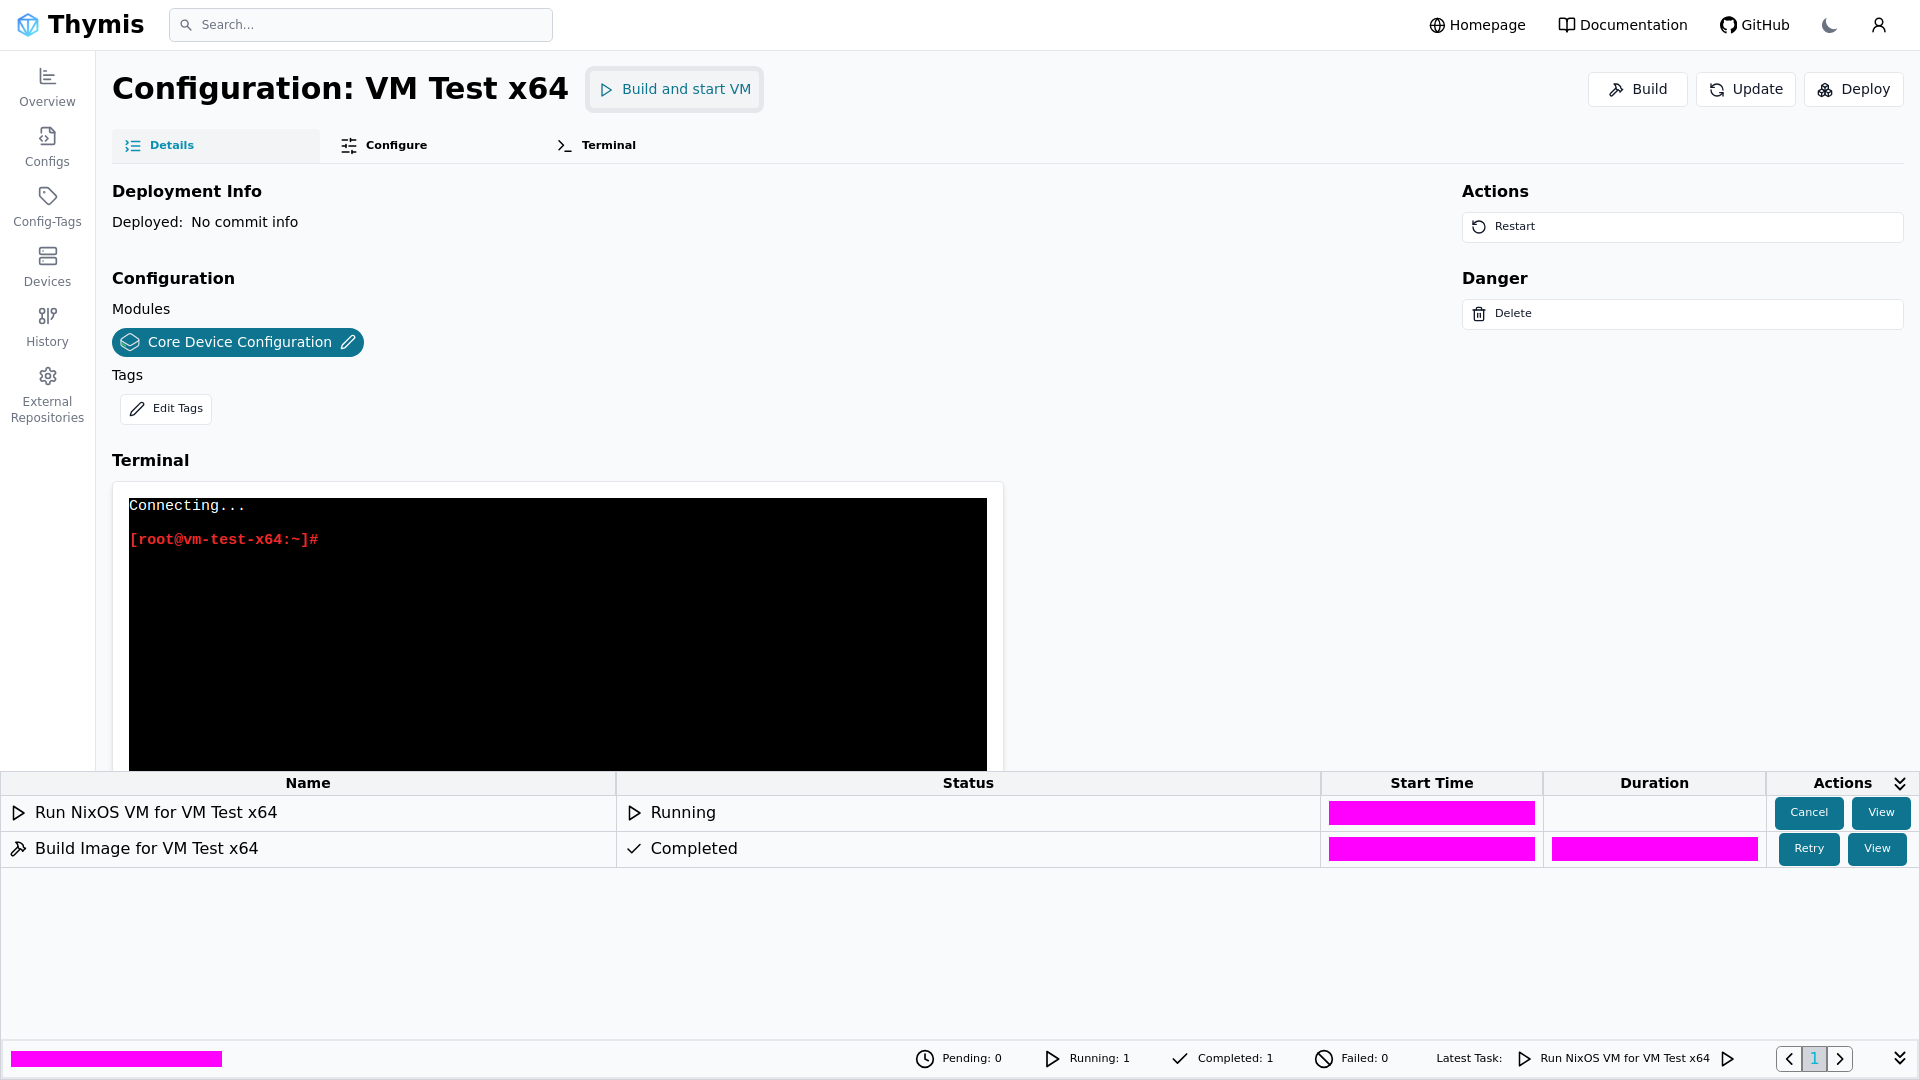 Thymis
Search...
Homepage
Documentation
GitHub
Overview
Configs
Config-Tags
Devices
History
External
Repositories
Configuration: VM Test x64
Build and start VM
Build
Update
Deploy
Details
Configure
Terminal
Deployment Info
Deployed: No commit info
Actions
Restart
Configuration
Danger
Modules
Delete
Core Device Configuration
Tags
Edit Tags
Terminal
Connecting...
[root@vm-test-x64:~]#
Name Status Start Time Duration Actions
Run NixOS VM for VM Test x64 Running Cancel View
Build Image for VM Test x64 Completed Retry View
Pending: 0 Running: 1 Completed: 1 Failed: 0 Latest Task: Run NixOS VM for VM Test x64 1